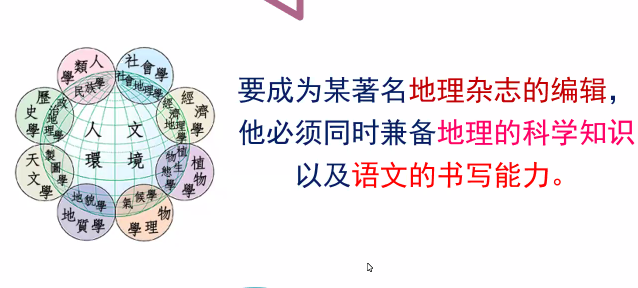 人類學
民族學
社會學
社會地理學
歷史學
政治地理學
經濟學
經濟地理學
人文
環境
天文學
製圖學
植物學
植物生態學
地質學
地貌學
物理學
氣候學
要成为某著名地理杂志的编辑，
他必须同时兼备地理的科学知识
以及语文的书写能力。